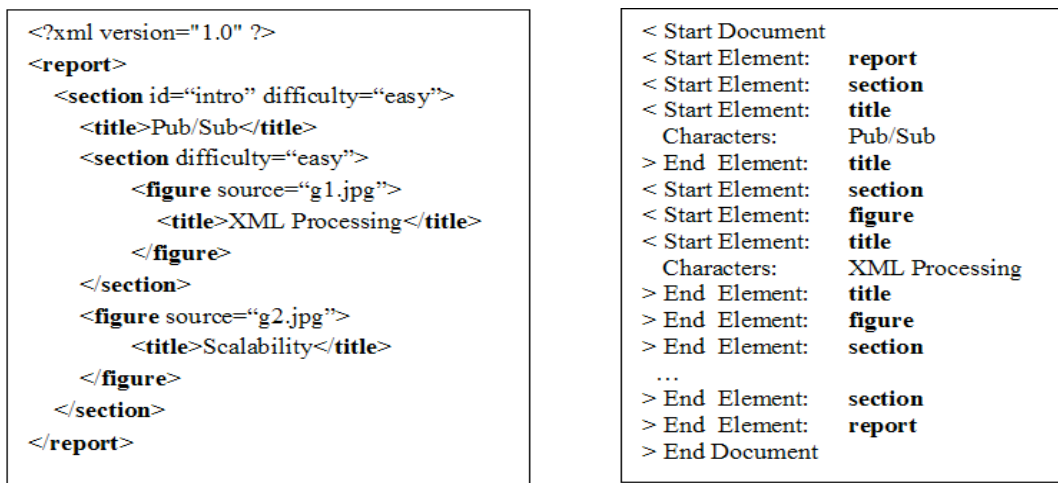 <?xml version="1.0" ?>
<report>
<section id=“intro” difficulty=“easy”>
<title>Pub/Sub</title>
<section difficulty=“easy”>
<figure source=“g1.jpg”>
<title>XML Processing</title>
</figure>
</section>
<figure source=“g2.jpg”>
<title>Scalability</title>
</figure>
</section>
</report>
< Start Document
< Start Element: report
< Start Element: section
< Start Element: title
Characters: Pub/Sub
> End Element: title
< Start Element: section
< Start Element: figure
< Start Element: title
Characters: XML Processing
> End Element: title
> End Element: figure
> End Element: section
…
> End Element: section
> End Element: report
> End Document